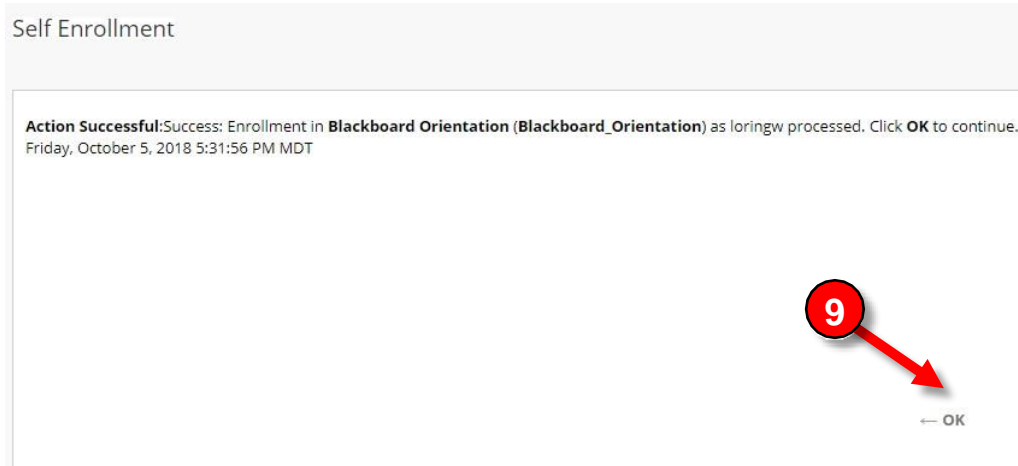 Self Enrollment
Action Successful:Success: Enrollment in Blackboard Orientation (Blackboard_Orientation) as loringw processed. Click OK to continue.
Friday, October 5, 2018 5:31:56 PM MDT
9
← OK